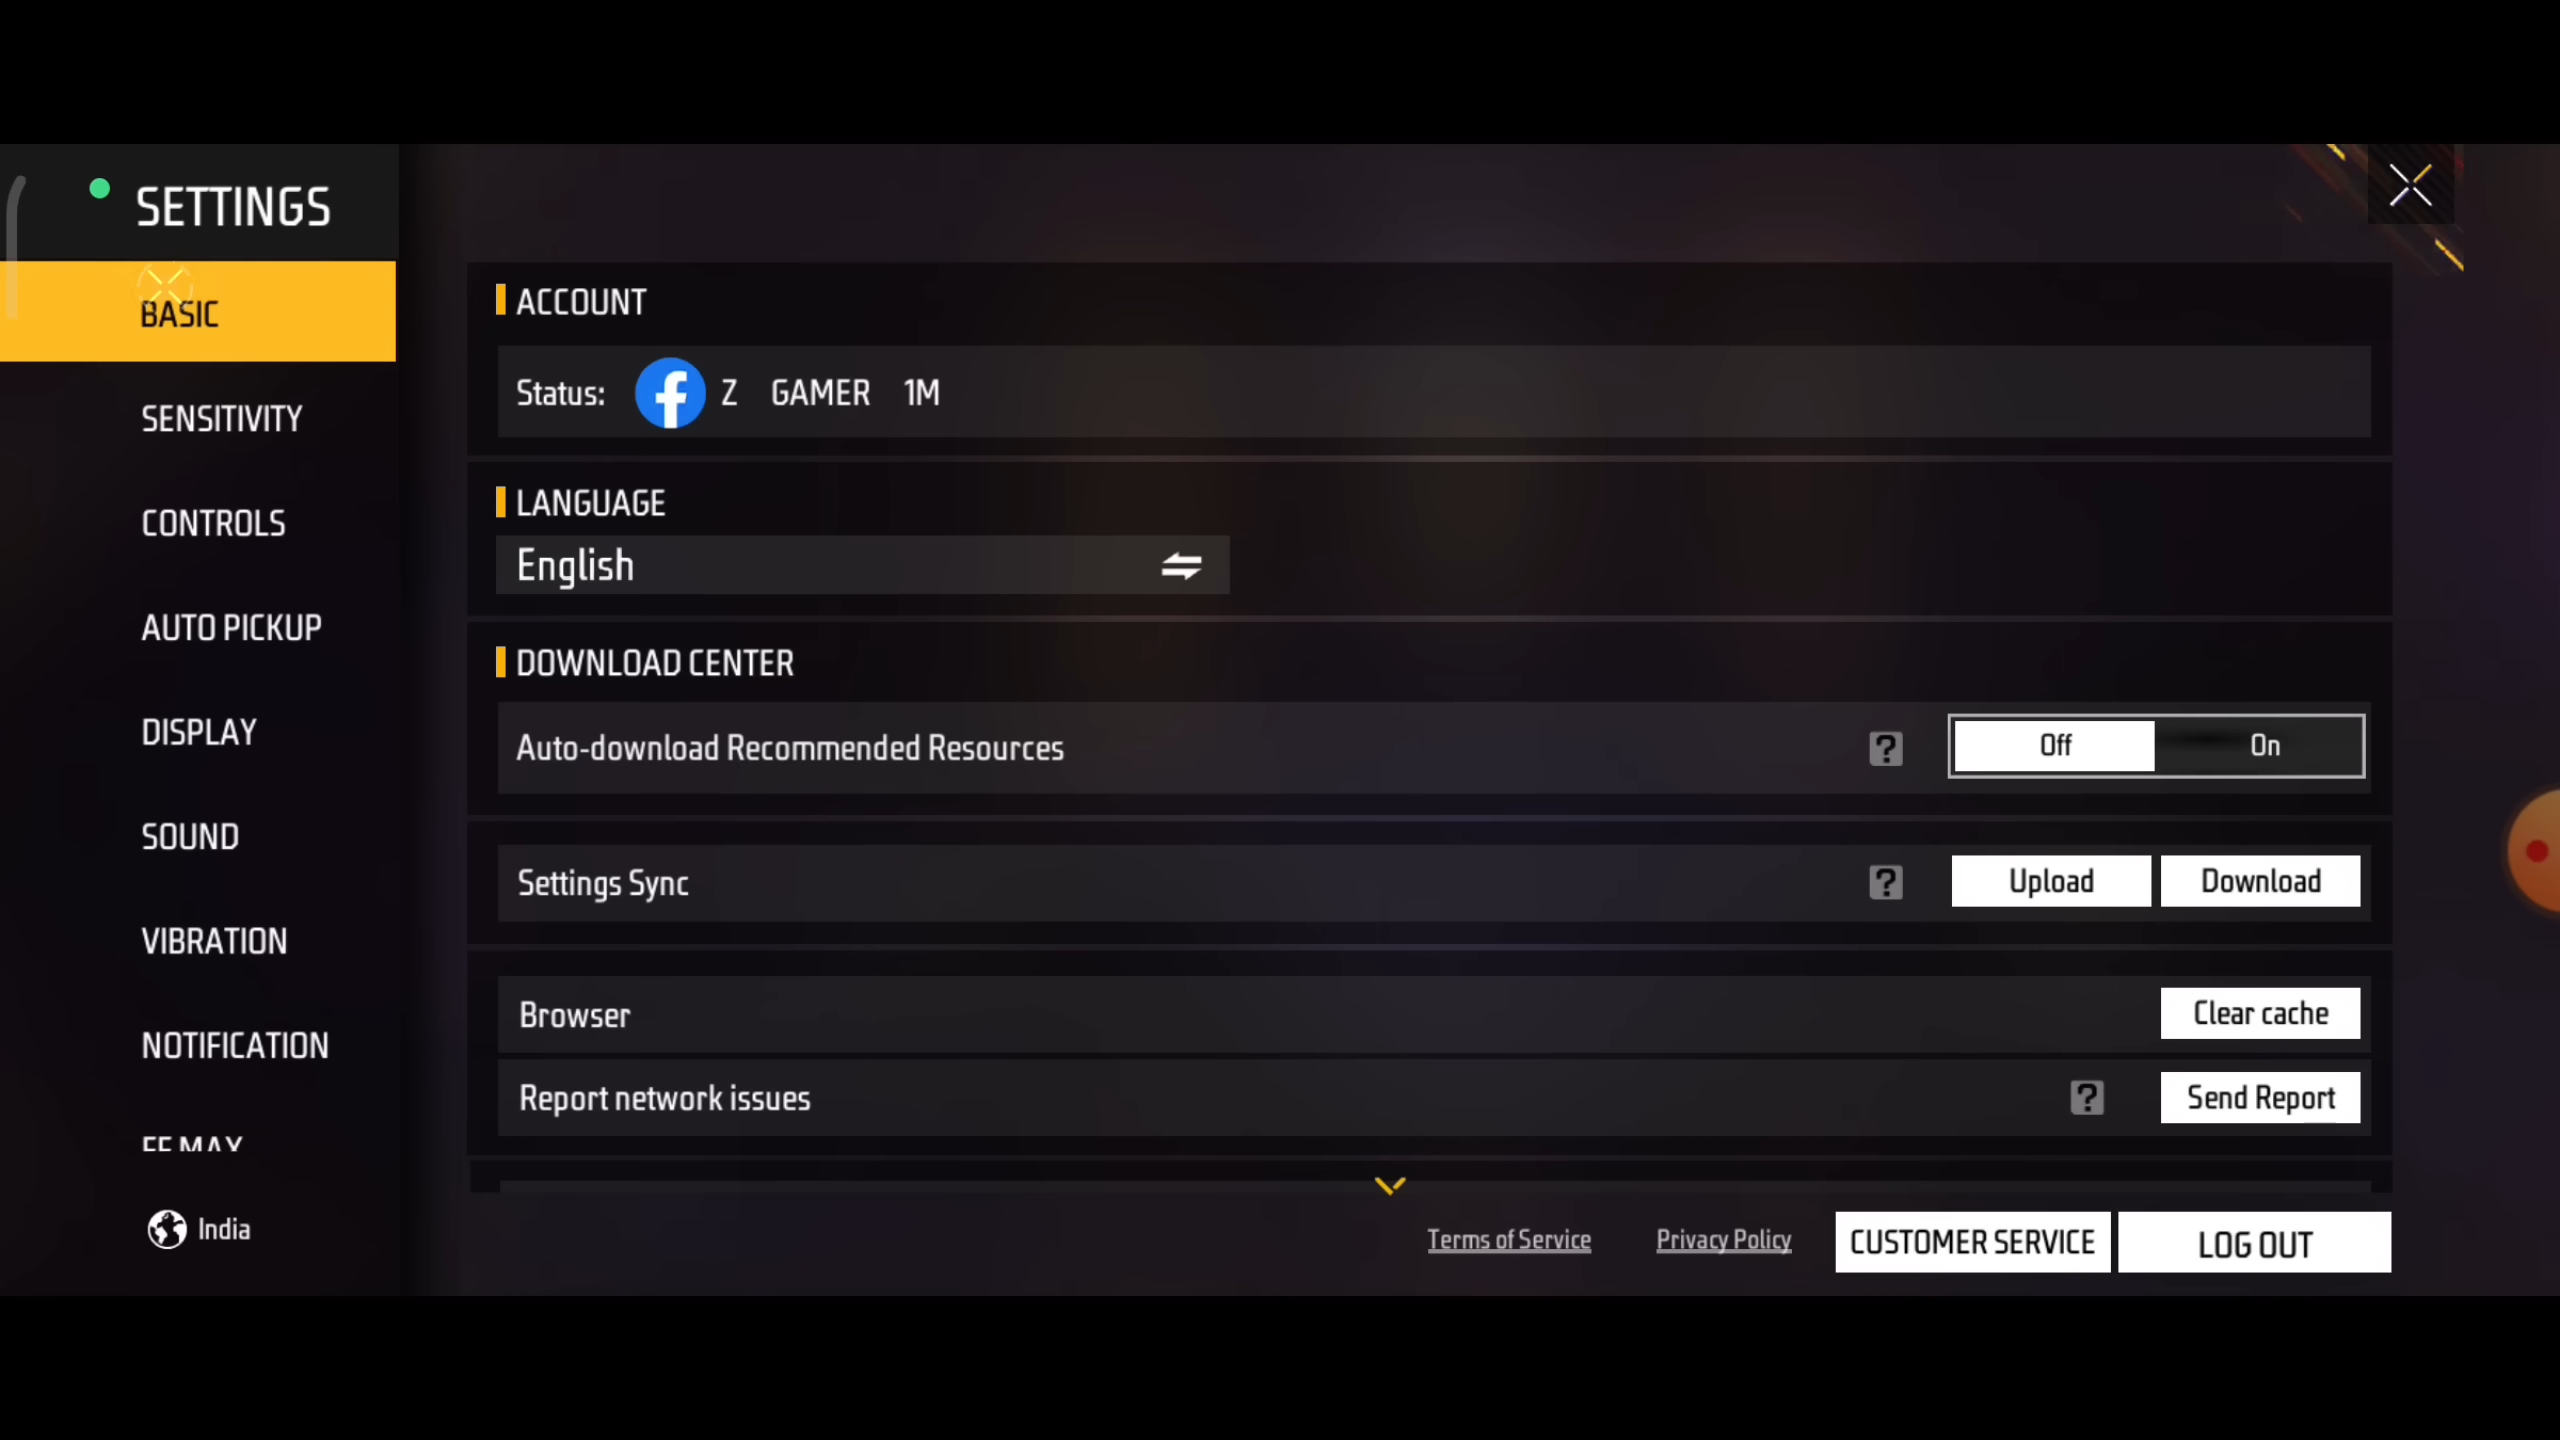 SETTINGS
BASIC
SENSITIVITY
CONTROLS
AUTO PICKUP
DISPLAY
SOUND
VIBRATION
NOTIFICATION
FF MAX
India
ACCOUNT
Status: Z GAMER 1M
LANGUAGE
English
DOWNLOAD CENTER
Auto-download Recommended Resources ? Off On
Settings Sync ? Upload Download
Browser Clear cache
Report network issues ? Send Report
Terms of Service Privacy Policy CUSTOMER SERVICE LOG OUT